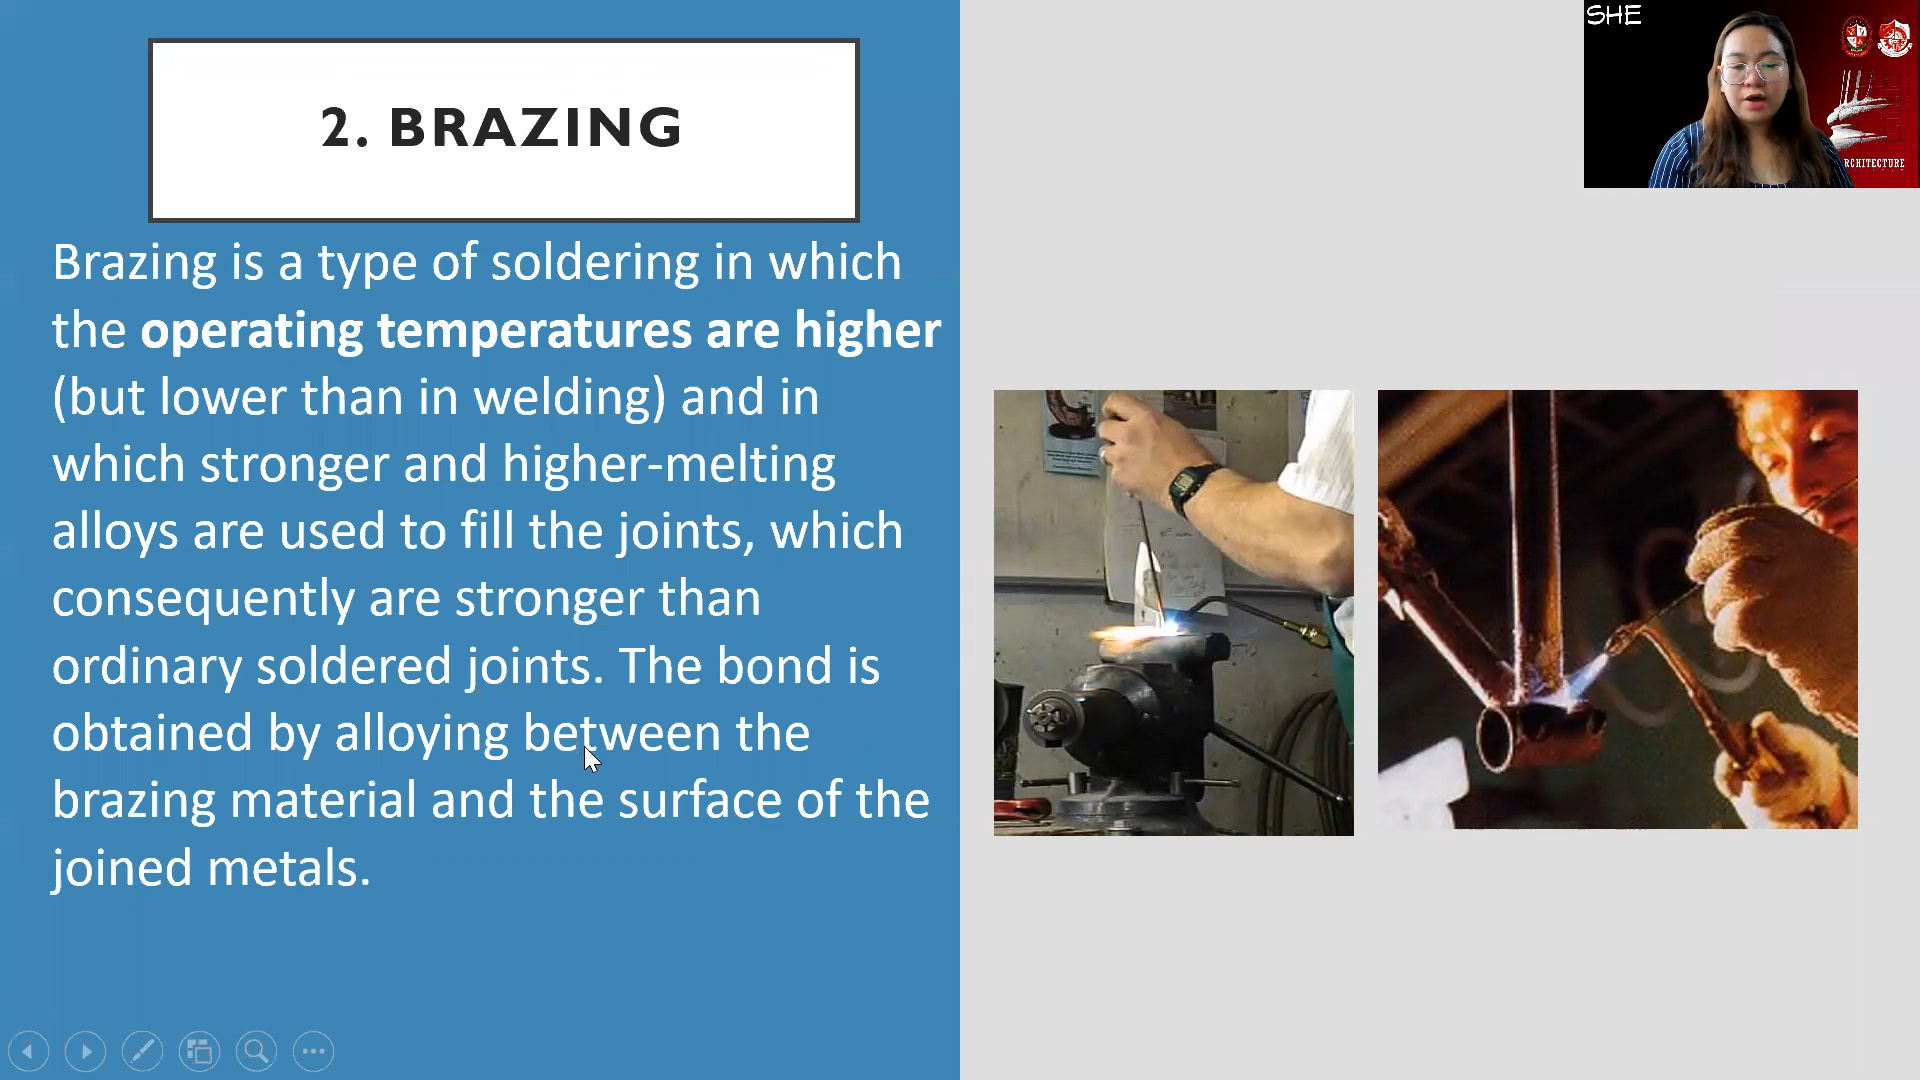 2. BRAZING
Brazing is a type of soldering in which
the operating temperatures are higher
(but lower than in welding) and in
which stronger and higher-melting
alloys are used to fill the joints, which
consequently are stronger than
ordinary soldered joints. The bond is
obtained by alloying between the
brazing material and the surface of the
joined metals.
SHE
RCHITECTURE